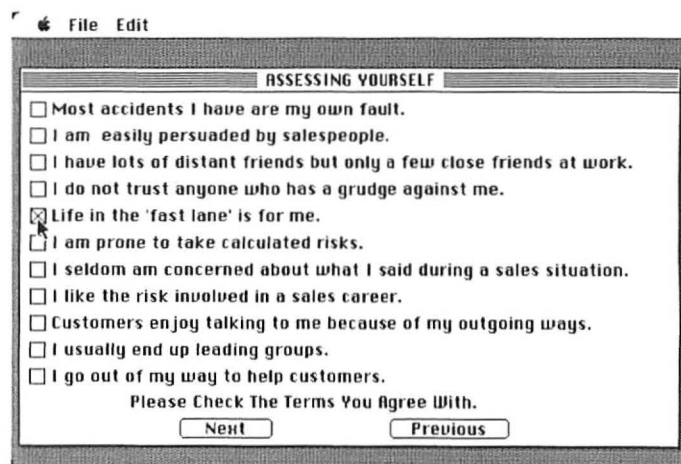 File Edit
ASSESSING YOURSELF
Most accidents I have are my own fault.
I am easily persuaded by salespeople.
I have lots of distant friends but only a few close friends at work.
I do not trust anyone who has a grudge against me.
Life in the 'fast lane' is for me.
I am prone to take calculated risks.
I seldom am concerned about what I said during a sales situation.
I like the risk involved in a sales career.
Customers enjoy talking to me because of my outgoing ways.
I usually end up leading groups.
I go out of my way to help customers.
Please Check The Terms You Agree With.
Next Previous